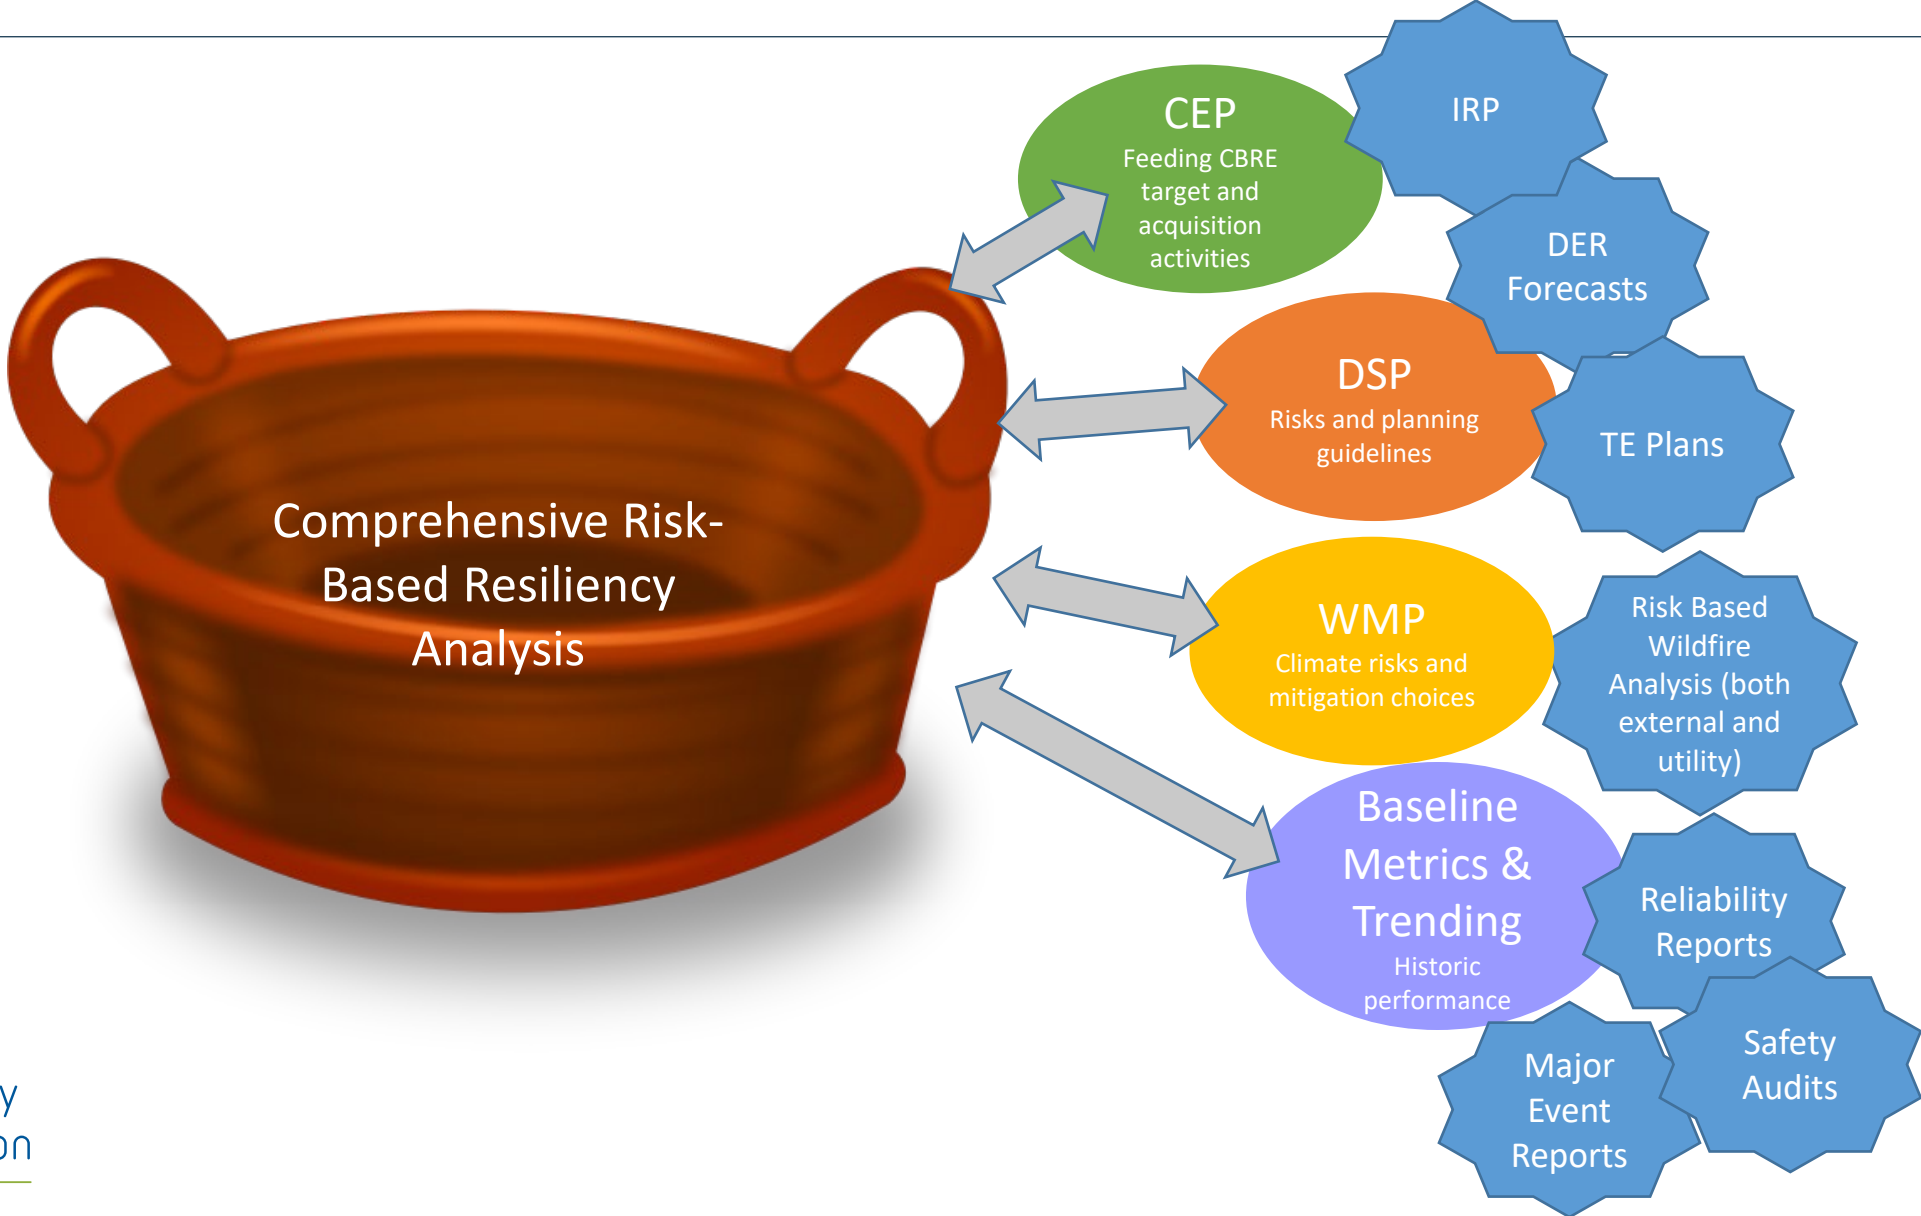 CEP
Feeding CBRE
target and
acquisition
activities
IRP
DER
Forecasts
DSP
Risks and planning
guidelines
TE Plans
Comprehensive Risk-
Based Resiliency
Analysis
WMP
Climate risks and
mitigation choices
Risk Based
Wildfire
Analysis (both
external and
utility)
Baseline
Metrics &
Trending
Historic
performance
Reliability
Reports
Safety
Audits
Major
Event
Reports
y
on